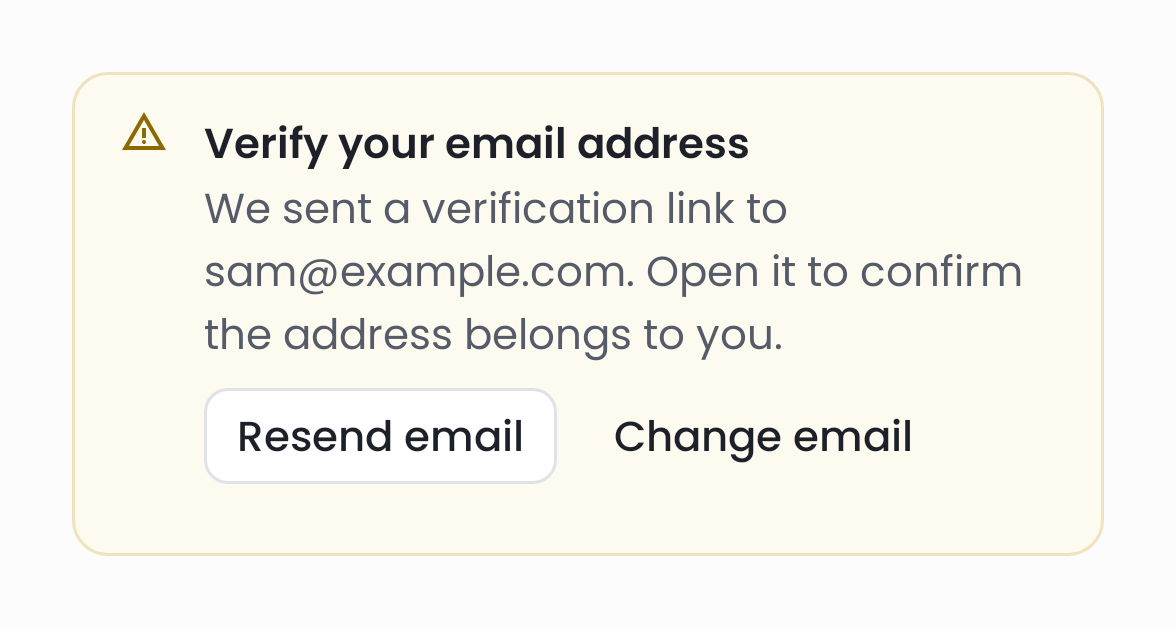 Verify your email address
We sent a verification link to
sam@example.com. Open it to confirm
the address belongs to you.
Resend email
Change email